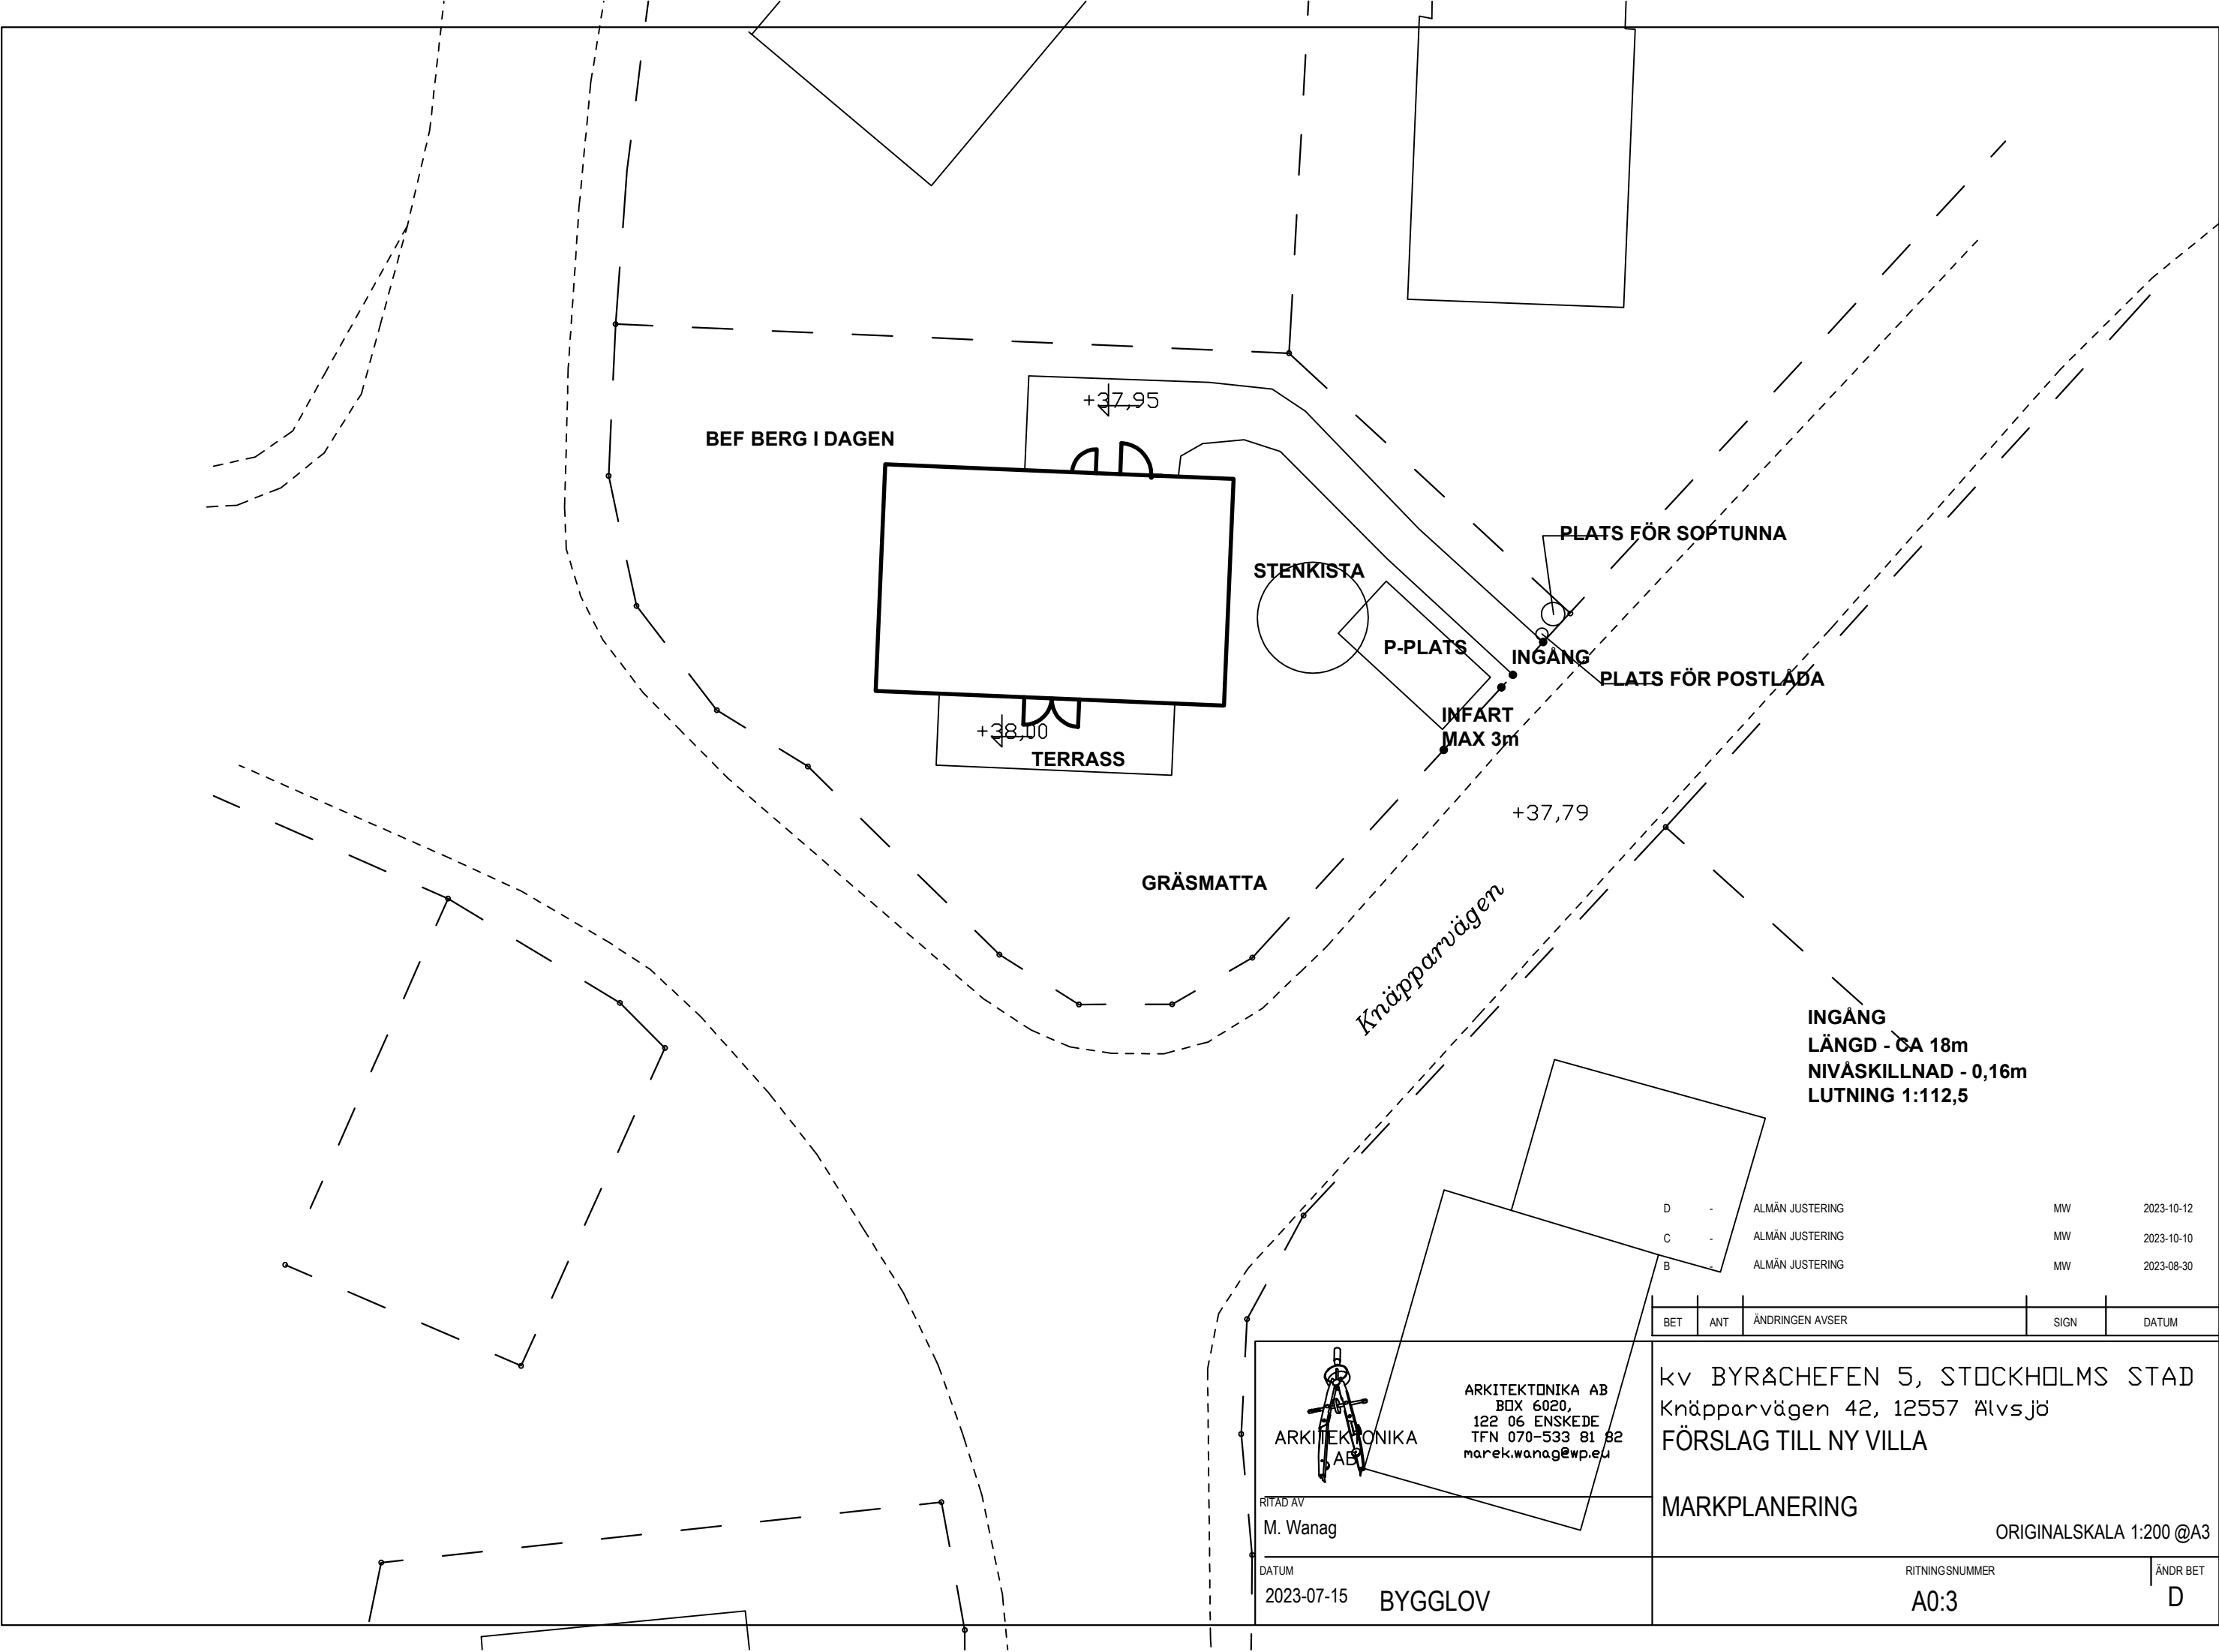 +37,95
BEF BERG I DAGEN
PLATS FÖR SOPTUNNA
STENKISTA
P-PLATS
INGÅNG
PLATS FÖR POSTLÅDA
INFART
MAX 3m
+38,00
TERRASS
+37,79
GRÄSMATTA
Knäpparvägen
INGÅNG
LÄNGD - CA 18m
NIVÅSKILLNAD - 0,16m
LUTNING 1:112,5
D - ALMÄN JUSTERING MW 2023-10-12
C - ALMÄN JUSTERING MW 2023-10-10
B - ALMÄN JUSTERING MW 2023-08-30
BET ANT ÄNDRINGEN AVSER SIGN DATUM
ARKITEKTONIKA
AB
ARKITEKTONIKA AB
BOX 6020,
122 06 ENSKEDE
TFN 070-533 81 82
marek.wanag@wp.eu
kv BYRÅCHEFEN 5, STOCKHOLMS STAD
Knäpparvägen 42, 12557 Älvsjö
FÖRSLAG TILL NY VILLA
MARKPLANERING
ORIGINALSKALA 1:200 @A3
RITAD AV
M. Wanag
DATUM
2023-07-15
BYGGLOV
RITNINGSNUMMER
A0:3
ÄNDR BET
D